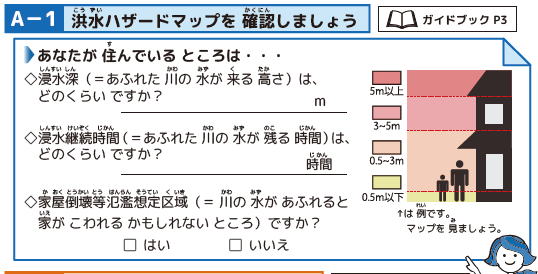 A-1 洪水ハザードマップを 確認しましょう
ガイドブック P3
あなたが 住んでいる ところは・・・
◇浸水深(=あふれた 川の 水が 来る 高さ)は、
どのくらい ですか?
m
◇浸水継続時間(=あふれた 川の 水が 残る 時間)は、
どのくらい ですか?
時間
◇家屋倒壊等氾濫想定区域(= 川の 水が あふれると
家が こわれる かもしれない ところ)ですか?
□ はい □ いいえ
5m以上
3~5m
0.5~3m
0.5m以下
↑は 例です。
マップを 見ましょう。